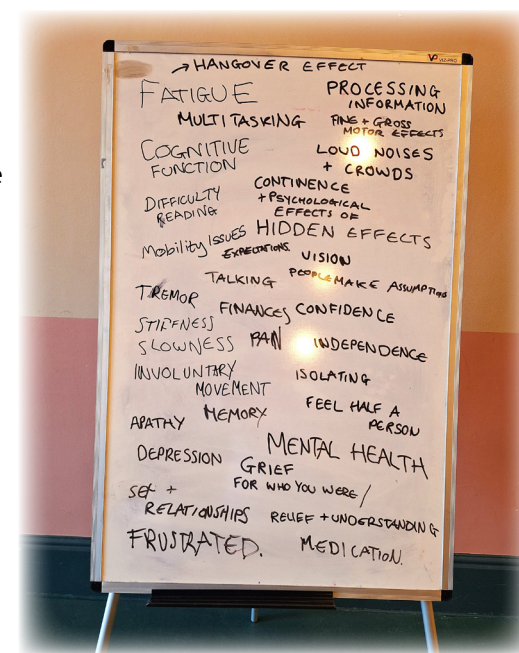 VIZ-PRO
→ HANGOVER EFFECT
FATIGUE
PROCESSING
INFORMATION
MULTITASKING
FINE + GROSS
MOTOR EFFECTS
COGNITIVE
FUNCTION
LOUD NOISES
+ CROWDS
CONTINENCE
+ PSYCHOLOGICAL
EFFECTS OF
DIFFICULTY
READING
HIDDEN EFFECTS
Mobility Issues
EXPECTATIONS
VISION
TALKING
PEOPLE MAKE ASSUMPTIONS
TREMOR
FINANCES
CONFIDENCE
STIFFNESS
SLOWNESS
PAIN
INDEPENDENCE
INVOLUNTARY
MOVEMENT
ISOLATING
MEMORY
FEEL HALF A
PERSON
APATHY
MENTAL HEALTH
DEPRESSION
GRIEF
FOR WHO YOU WERE /
SEX +
RELATIONSHIPS
RELIEF + UNDERSTANDING
FRUSTRATED.
MEDICATION.
e